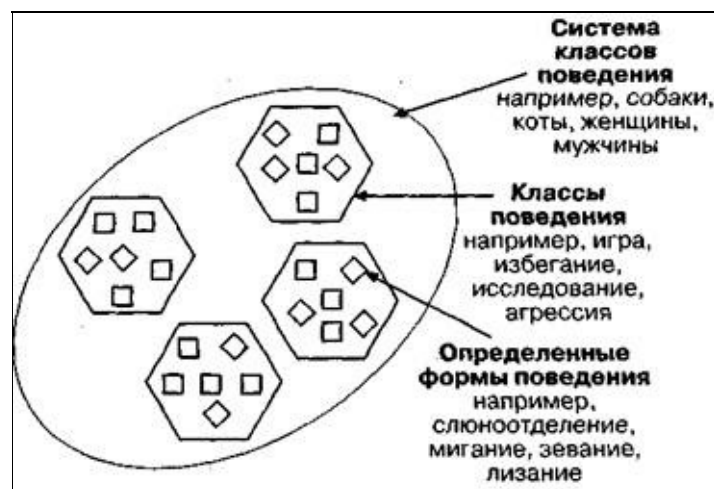 Система
классов
поведения
например, собаки,
коты, женщины,
мужчины
Классы
поведения
например, игра,
избегание,
исследование,
агрессия
Определенные
формы поведения
например,
слюноотделение,
мигание, зевание,
лизание